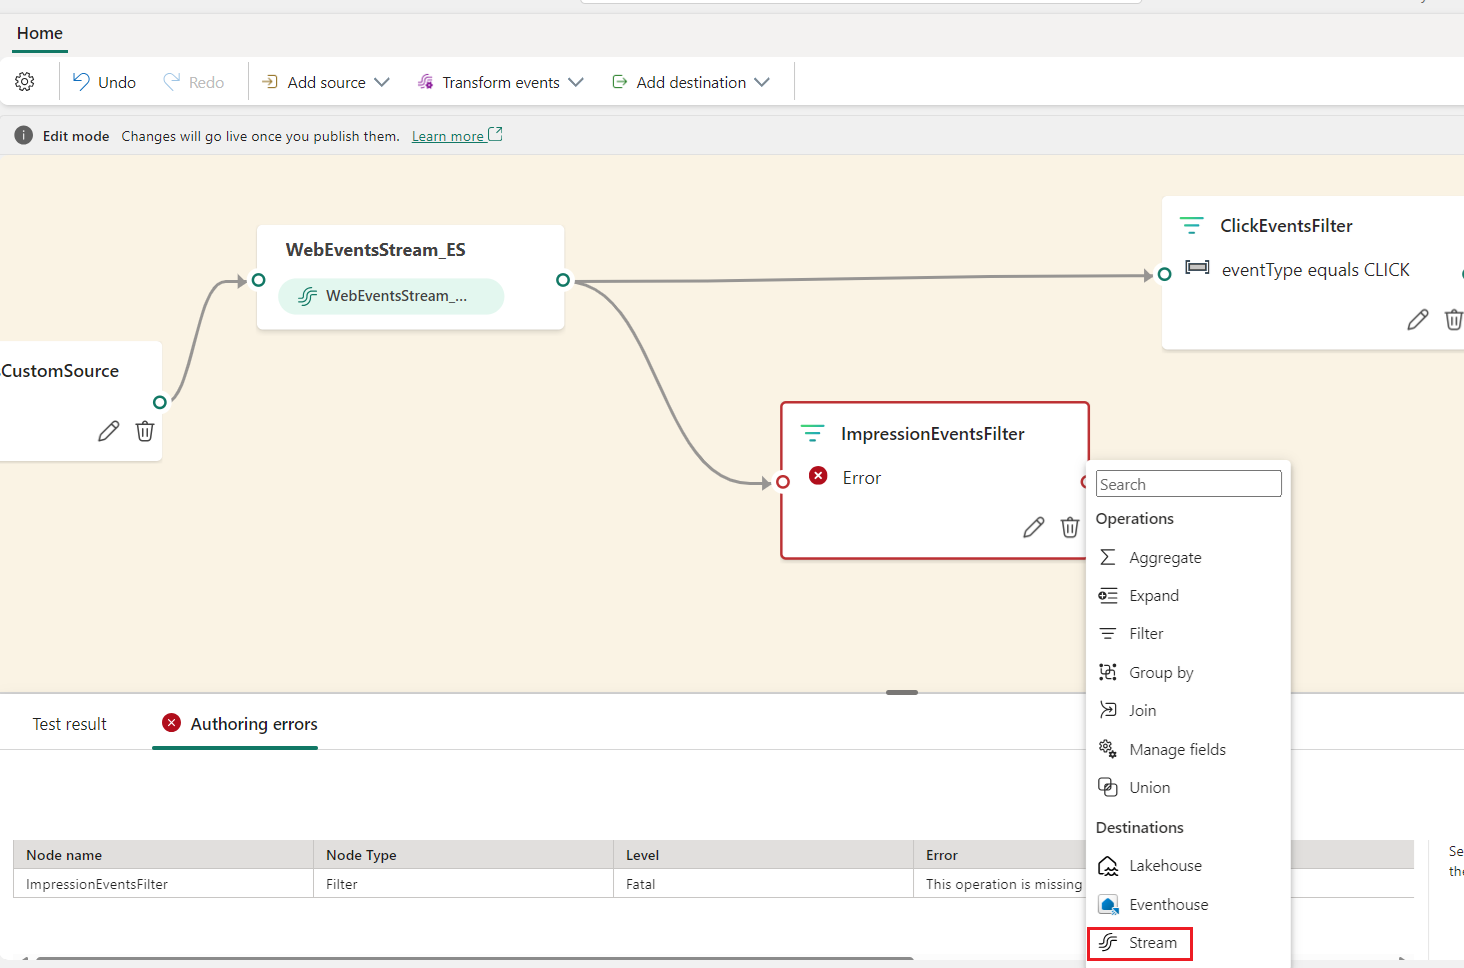 Home
Undo
Redo
Add source
Transform events
Add destination
Edit mode Changes will go live once you publish them. Learn more
WebEventsStream_ES
WebEventsStream_...
ClickEventsFilter
eventType equals CLICK
CustomSource
ImpressionEventsFilter
Error
Search
Operations
Aggregate
Expand
Filter
Group by
Join
Manage fields
Union
Destinations
Lakehouse
Eventhouse
Stream
Test result
Authoring errors
Node name Node Type Level Error
ImpressionEventsFilter Filter Fatal This operation is missing
Se
the